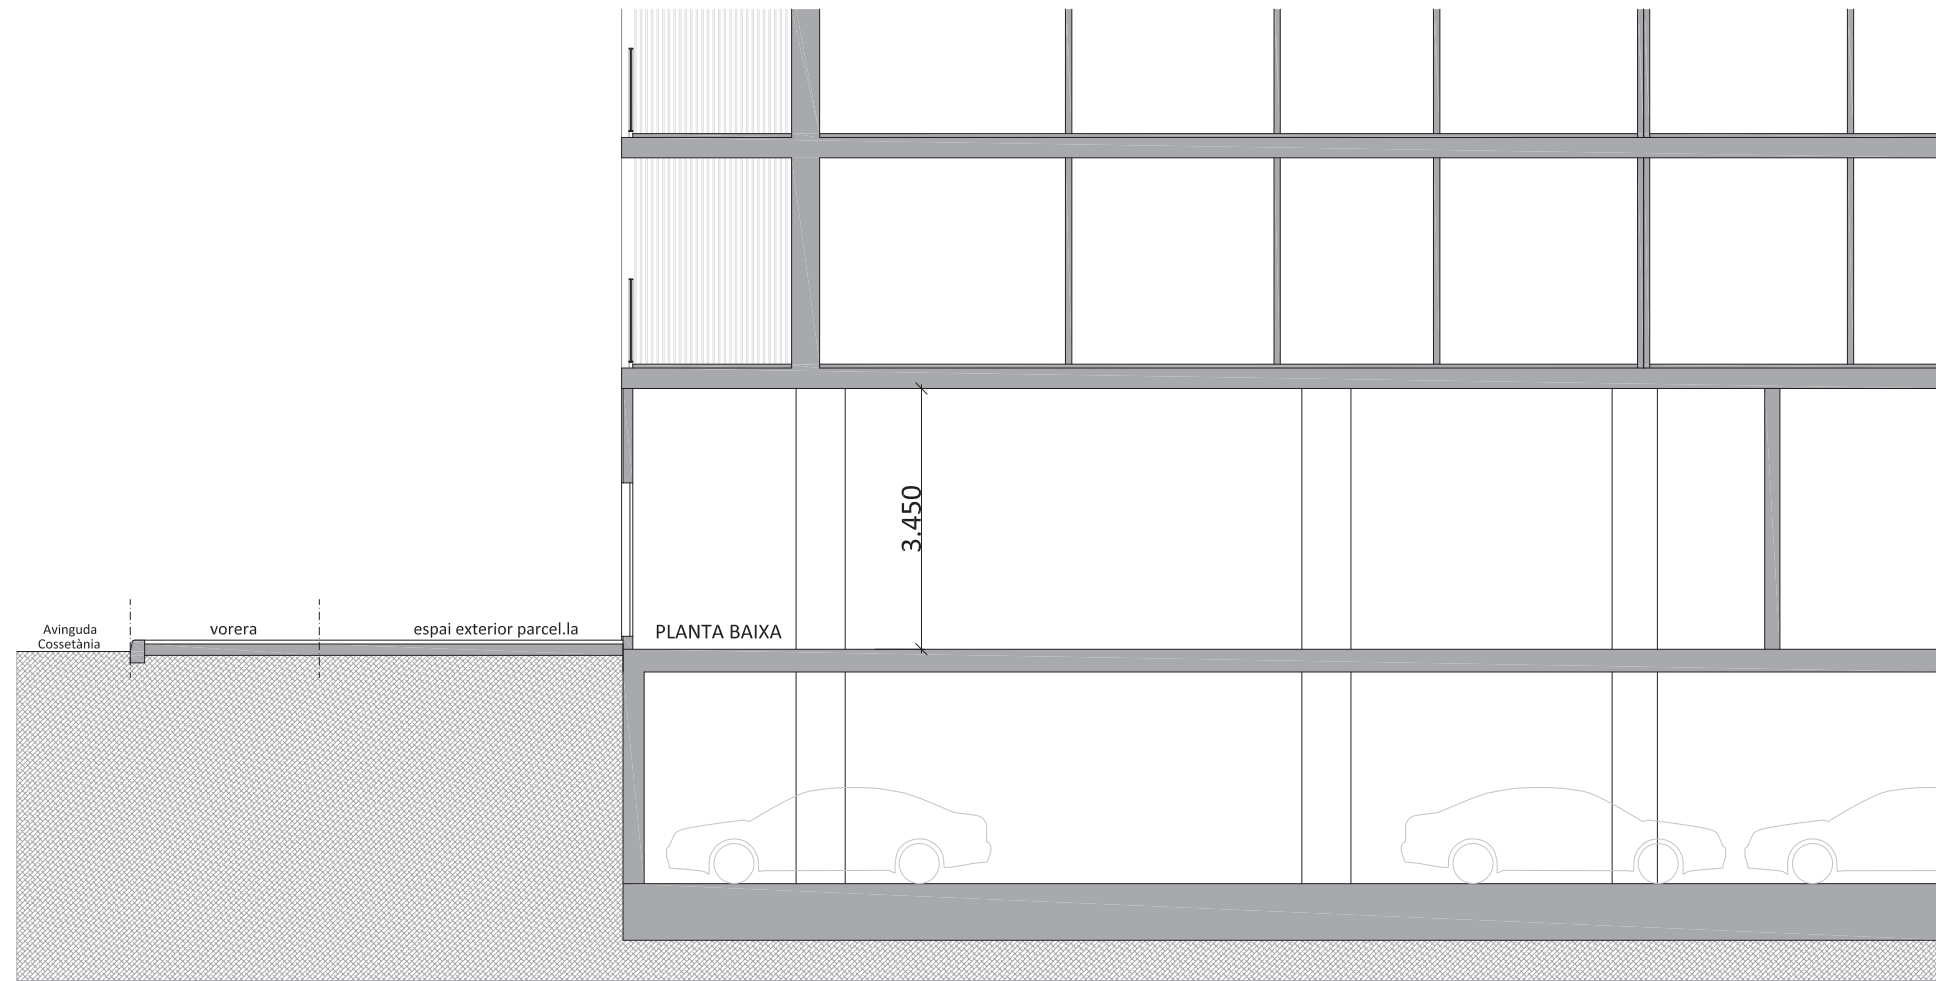 3.450
Avinguda
Cossetània
vorera
espai exterior parcel.la
PLANTA BAIXA